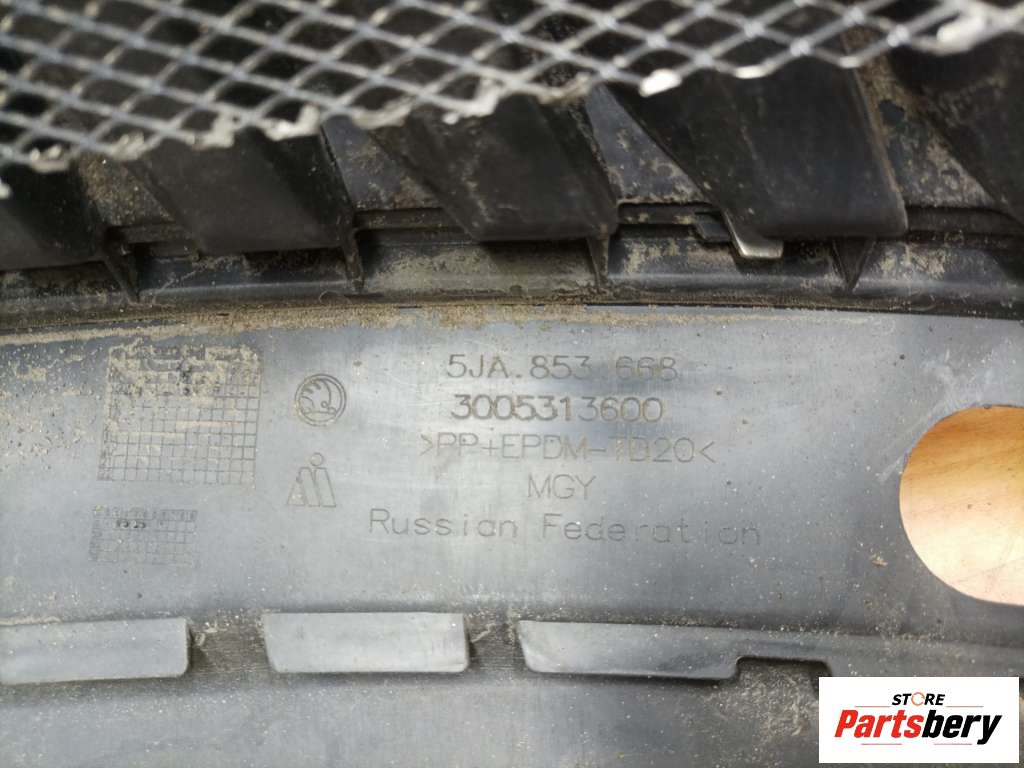 5JA.853 668
3005313600
>PP+EPDM-TD20<
MGY
Russian Federation
STORE
Partsbery